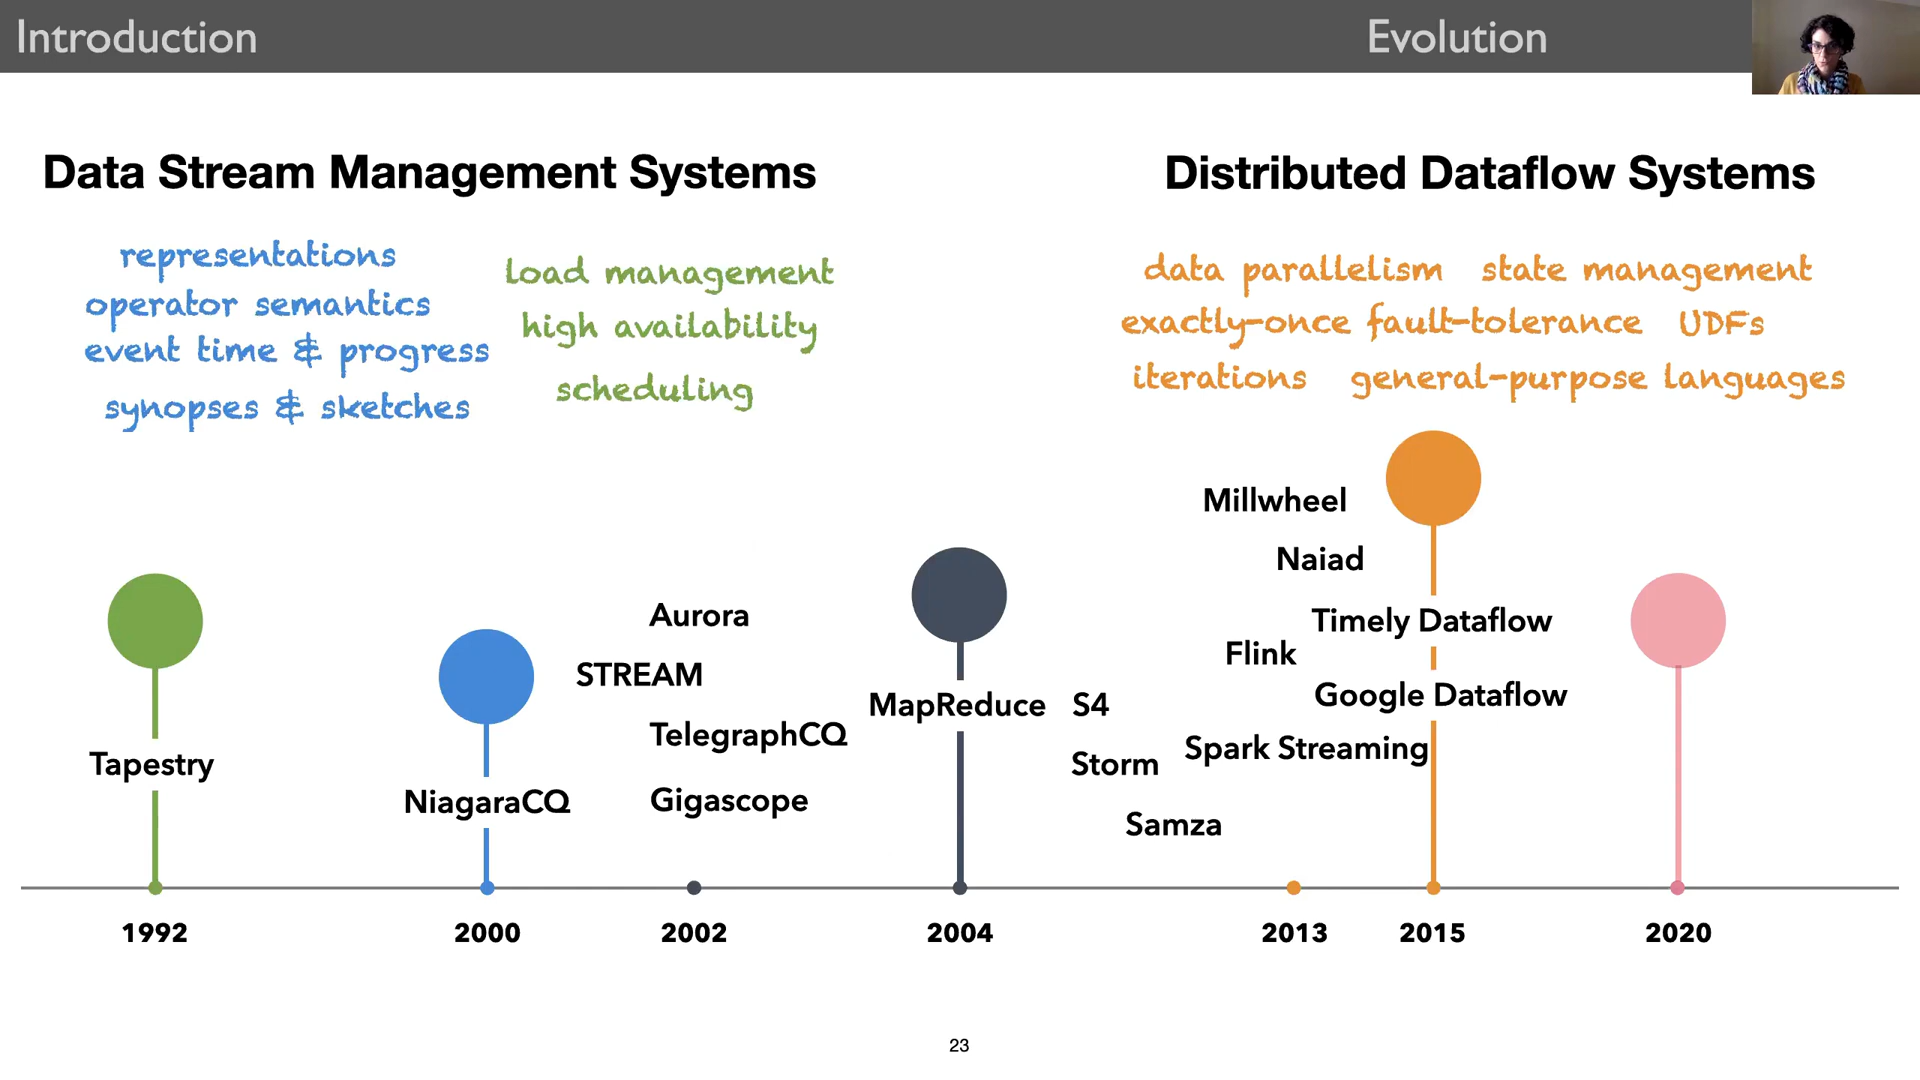 Introduction
Evolution
Data Stream Management Systems
representations
operator semantics
event time & progress
synopses & sketches
load management
high availability
scheduling
Distributed Dataflow Systems
data parallelism state management
exactly-once fault-tolerance UDFs
iterations general-purpose languages
Tapestry
NiagaraCQ
Aurora
STREAM
TelegraphCQ
Gigascope
MapReduce
S4
Storm
Samza
Millwheel
Naiad
Timely Dataflow
Flink
Google Dataflow
Spark Streaming
1992
2000
2002
2004
2013
2015
2020
23